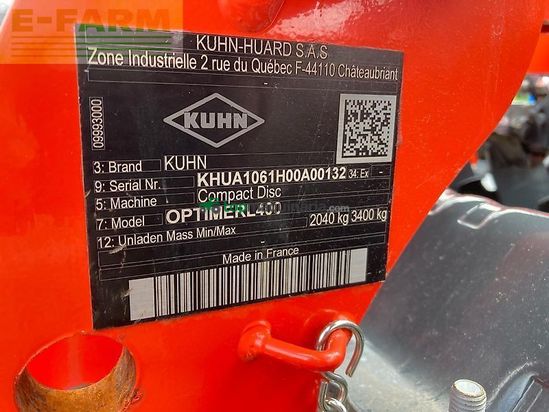 E-FARM
KUHN-HUARD S.A.S
Zone Industrielle 2 rue du Québec F-44110 Châteaubriant
09993000
KUHN
3: Brand KUHN
9: Serial Nr. KHUA1061H00A00132 34: Ex -
5: Machine Compact Disc
7: Model OPTIMERL400
12: Unladen Mass Min/Max 2040 kg 3400 kg
Made in France